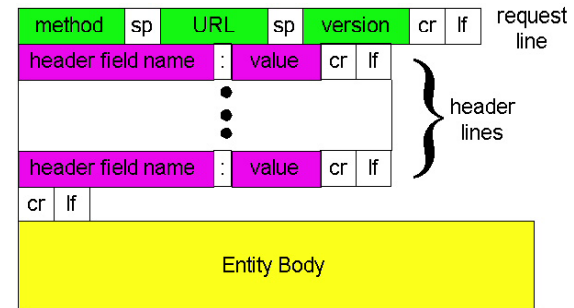 method sp URL sp version cr lf request line
header field name : value cr lf
header lines
header field name : value cr lf
cr lf
Entity Body